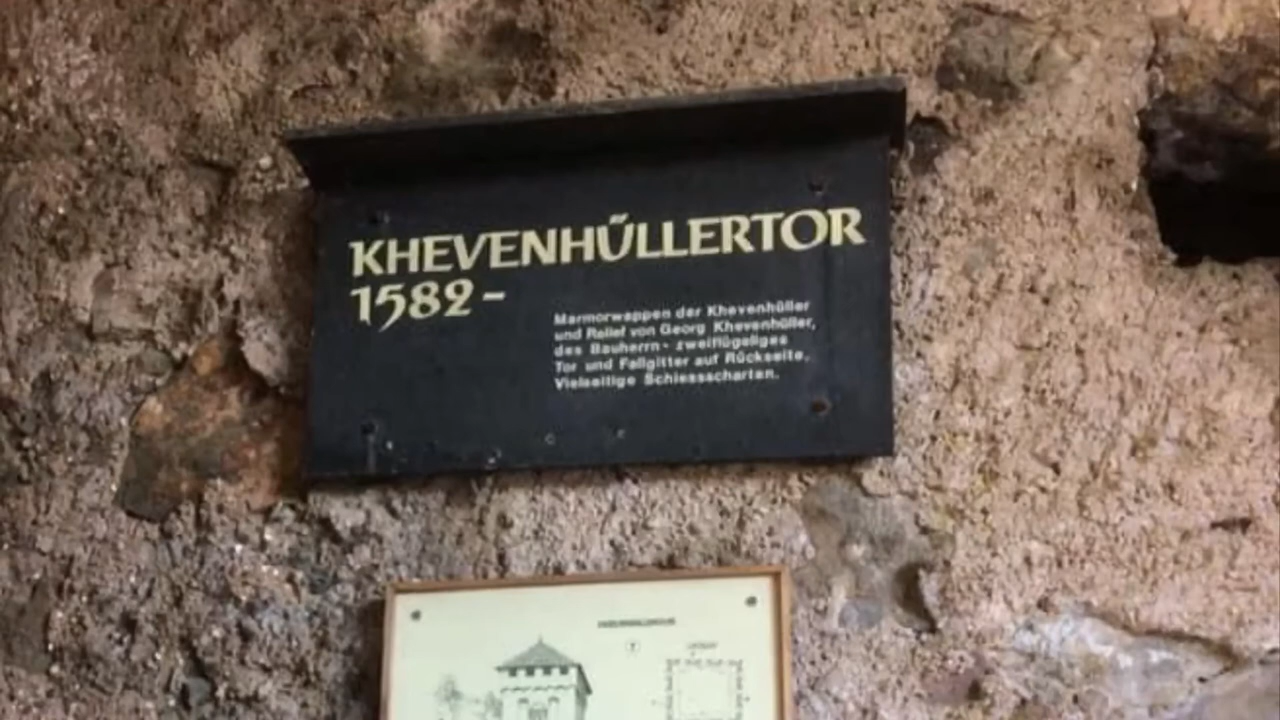 KHEVENHÜLLERTOR
1582 -
Marmorwappen der Khevenhüller
und Relief von Georg Khevenhüller,
des Bauherrn - zweiflügeliges
Tor und Fallgitter auf Rückseite.
Vielseitige Schiessscharten.
7